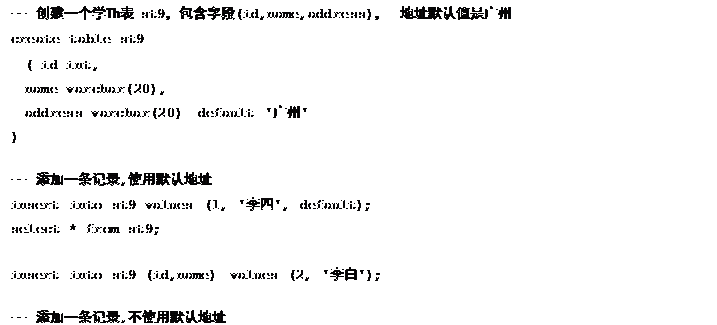 --- 创建一个学Th表 st9, 包含字段(id,name,address), 地址默认值是广州
create table st9
( id int,
name varchar(20),
address varchar(20) default '广州'
)
--- 添加一条记录,使用默认地址
insert into st9 values (1, '李四', default);
select * from st9;
insert into st9 (id,name) values (2, '李白');
--- 添加一条记录,不使用默认地址